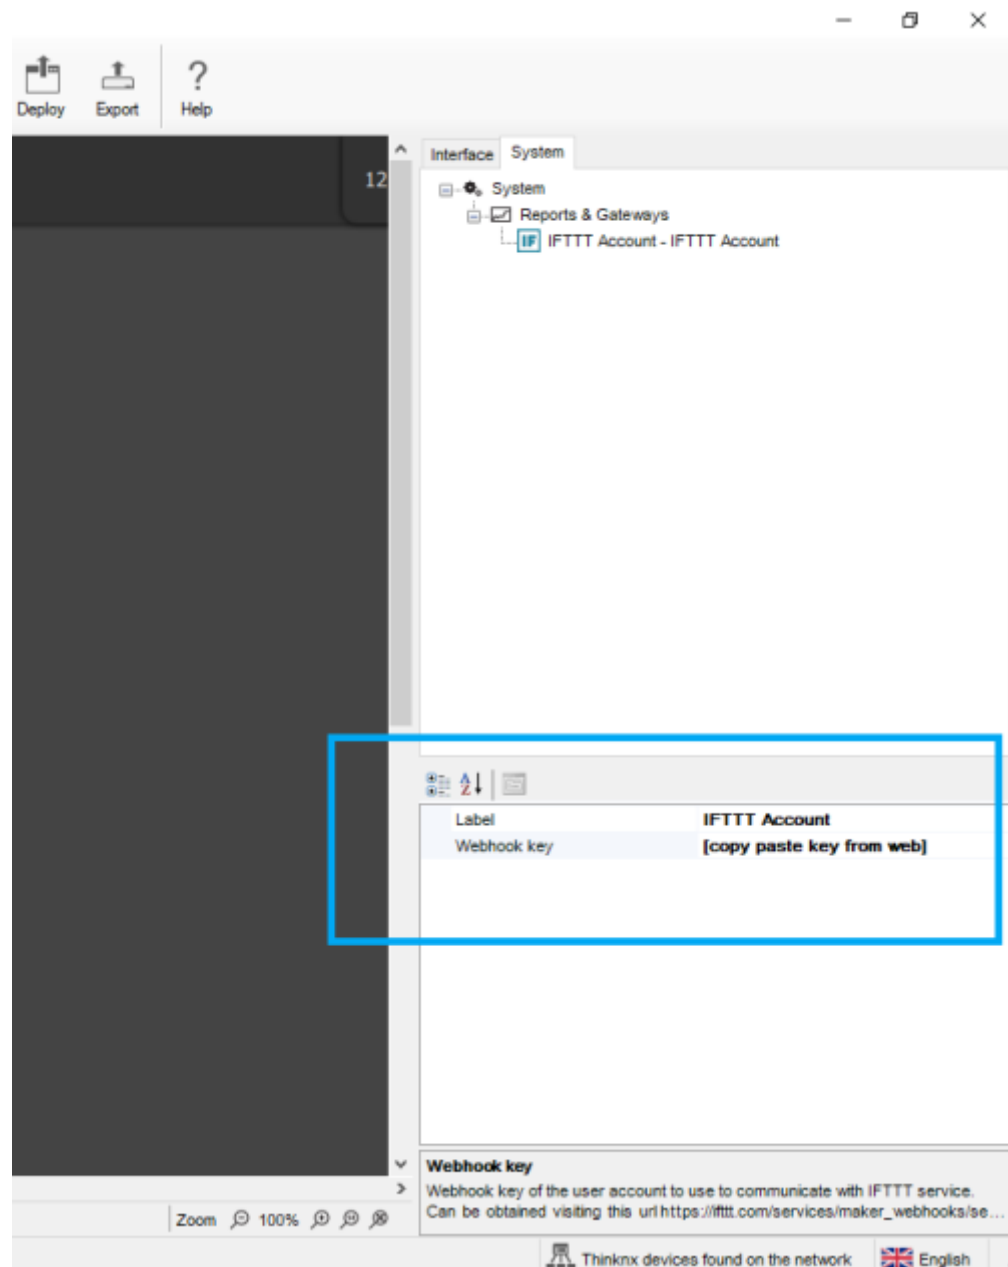 Deploy Export Help
12
Interface System
System
Reports & Gateways
IF IFTTT Account - IFTTT Account
Label IFTTT Account
Webhook key [copy paste key from web]
Webhook key
Webhook key of the user account to use to communicate with IFTTT service.
Can be obtained visiting this url https://ifttt.com/services/maker_webhooks/se...
Zoom 100%
Thinknx devices found on the network English